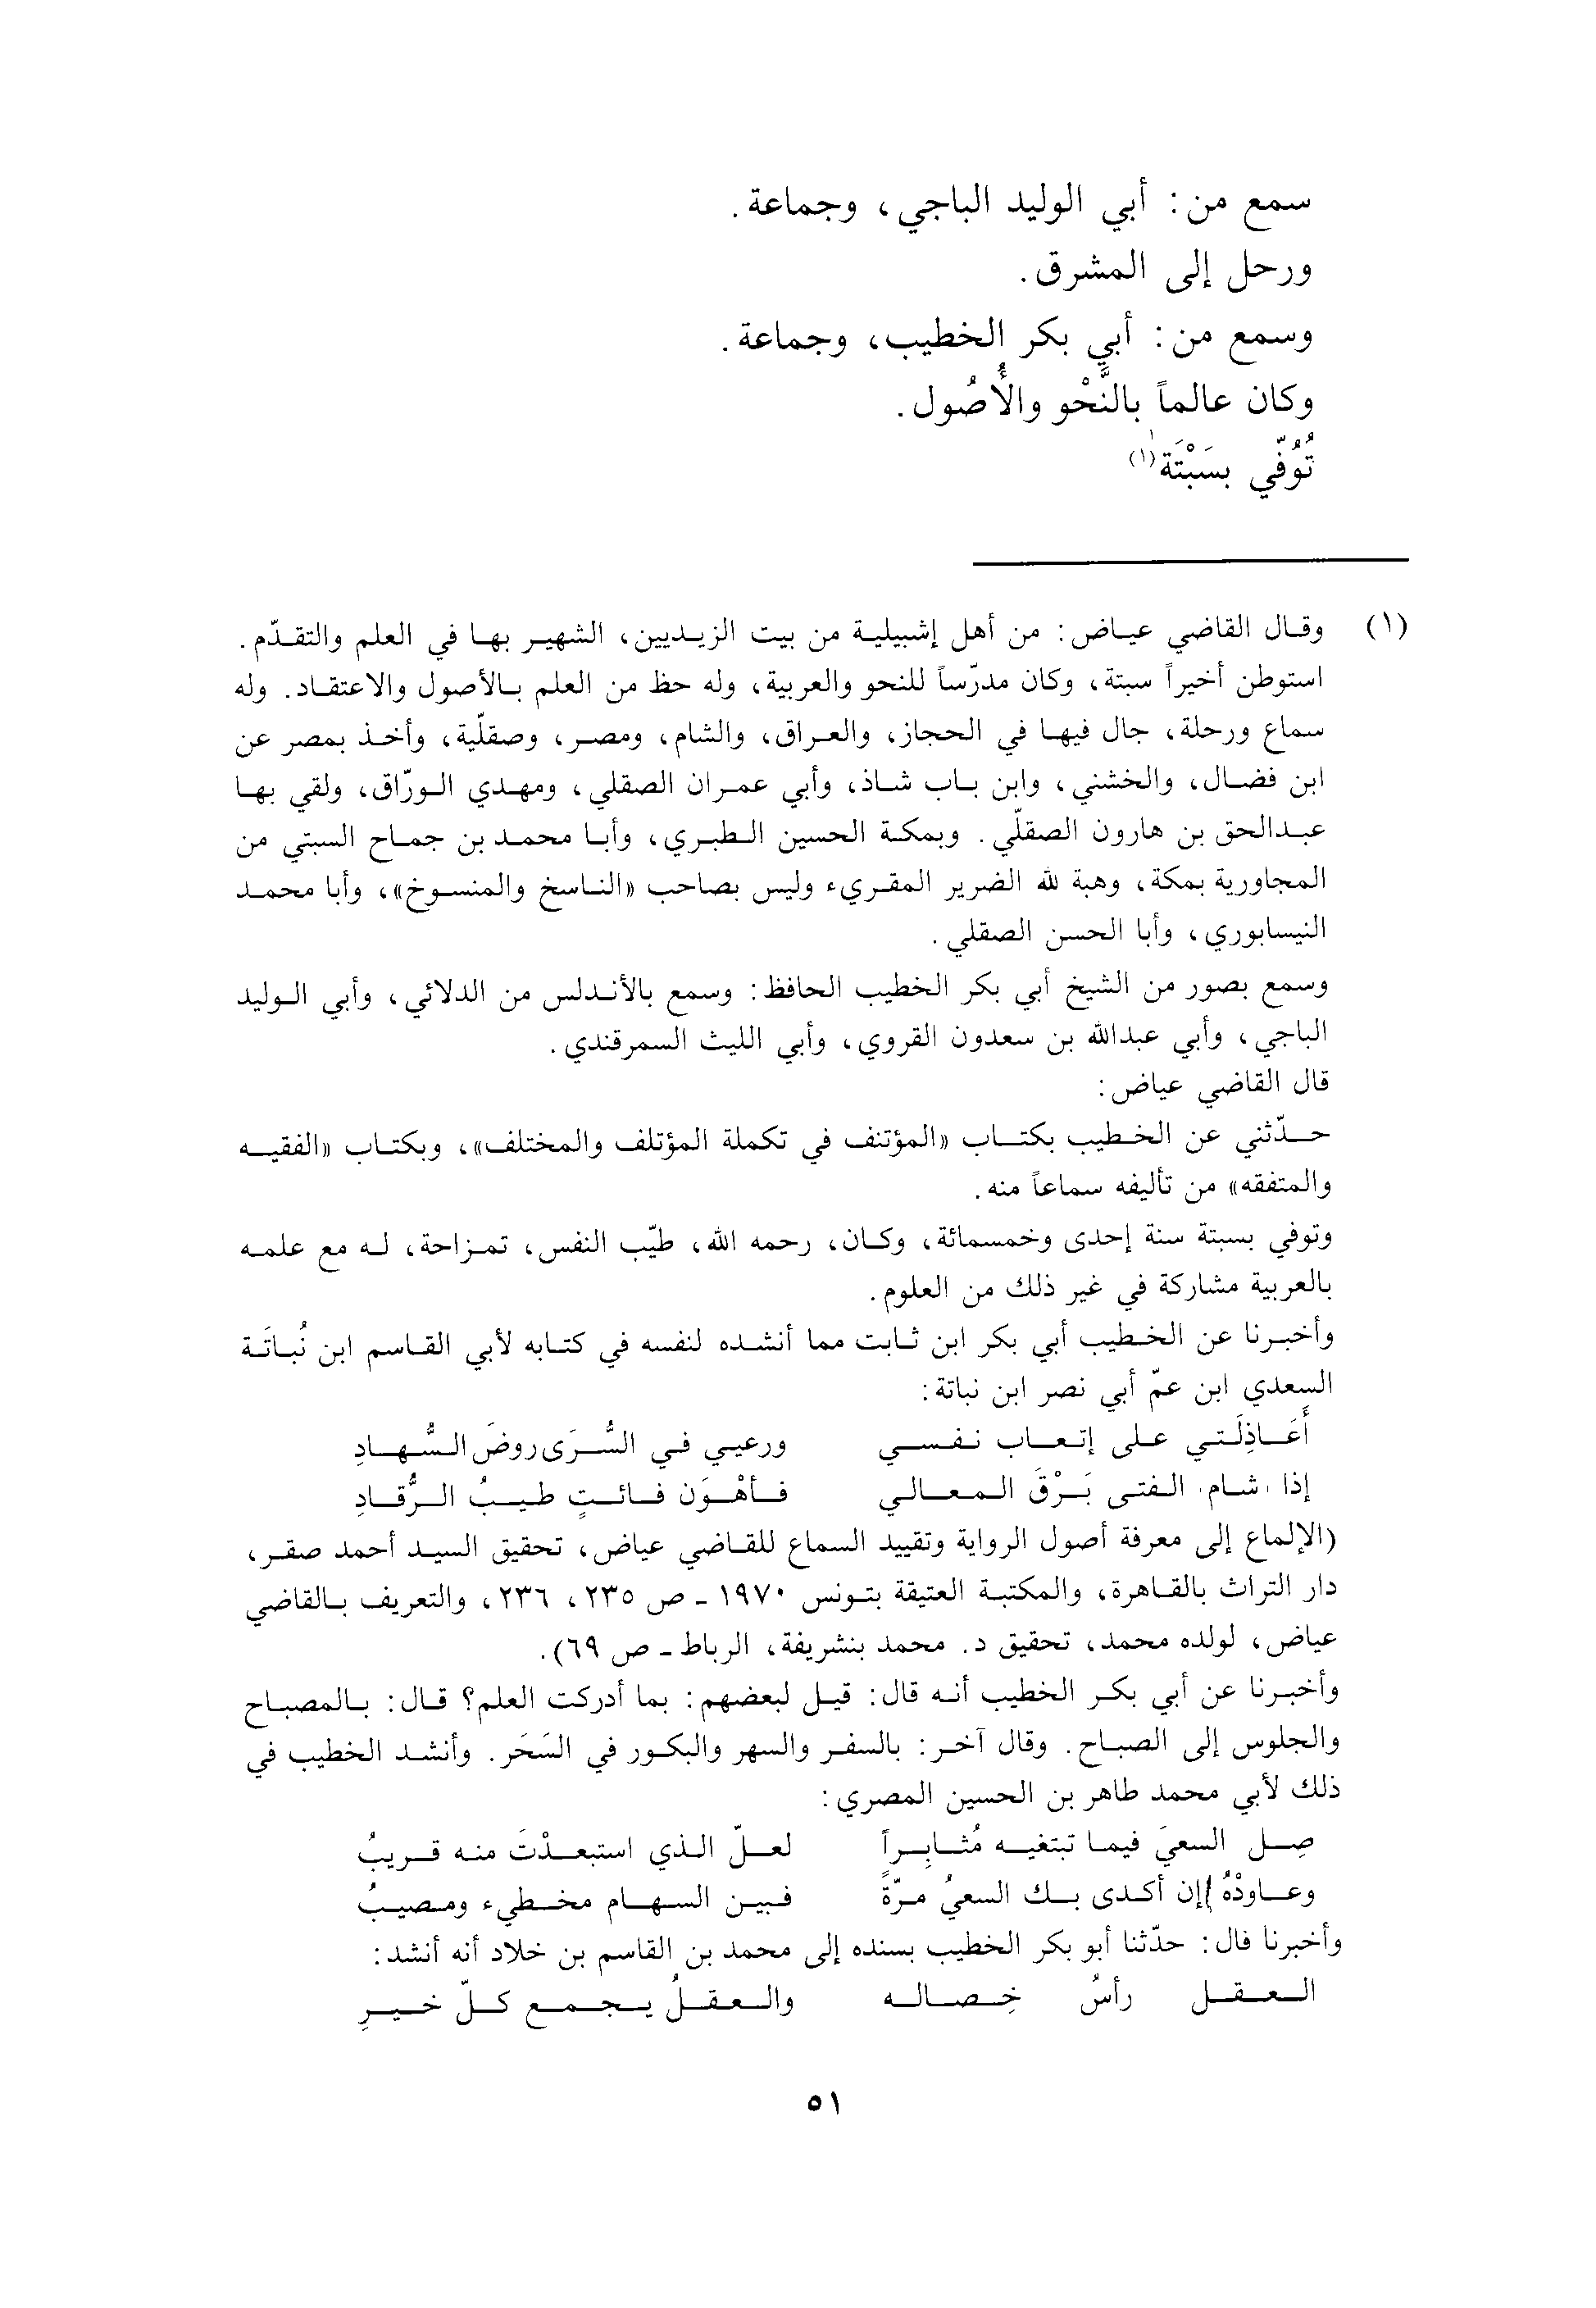 سمع من: أبي الوليد الباجي، وجماعة.
ورحل إلى المشرق.
وسمع من: أبي بكر الخطيب، وجماعة.
وكان عالماً بالنَّحْو والأُصُول.
تُوُفّي بسَبْتَة(١)
(١) وقال القاضي عياض: من أهل إشبيلية من بيت الزيديين، الشهير بها في العلم والتقدّم.
استوطن أخيراً سبتة، وكان مدرّساً للنحو والعربية، وله حظ من العلم بالأصول والاعتقاد. وله
سماع ورحلة، جال فيها في الحجاز، والعراق، والشام، ومصر، وصقلّية، وأخذ بمصر عن
ابن فضال، والخشني، وابن باب شاذ، وأبي عمران الصقلي، ومهدي الورّاق، ولقي بها
عبدالحق بن هارون الصقلّي. وبمكة الحسين الطبري، وأبا محمد بن جماح السبتي من
المجاورية بمكة، وهبة لله الضرير المقريء وليس بصاحب «الناسخ والمنسوخ»، وأبا محمد
النيسابوري، وأبا الحسن الصقلي.
وسمع بصور من الشيخ أبي بكر الخطيب الحافظ: وسمع بالأندلس من الدلائي، وأبي الوليد
الباجي، وأبي عبدالله بن سعدون القروي، وأبي الليث السمرقندي.
قال القاضي عياض:
حدّثني عن الخطيب بكتاب «المؤتنف في تكملة المؤتلف والمختلف»، وبكتاب «الفقيه
والمتفقه» من تأليفه سماعاً منه.
وتوفي بسبتة سنة إحدى وخمسمائة، وكان، رحمه الله، طيّب النفس، تمزاحة، له مع علمه
بالعربية مشاركة في غير ذلك من العلوم.
وأخبرنا عن الخطيب أبي بكر ابن ثابت مما أنشده لنفسه في كتابه لأبي القاسم ابن نُباتَة
السعدي ابن عمّ أبي نصر ابن نباتة:
أَعَاذِلَتي على إتعاب نفسي ورعيي في السُّرَى روضَ السُّهادِ
إذا شام الفتى بَرْقَ المعالي فأهْوَن فائتٍ طيبُ الرُّقادِ
(الإلماع إلى معرفة أصول الرواية وتقييد السماع للقاضي عياض، تحقيق السيد أحمد صقر،
دار التراث بالقاهرة، والمكتبة العتيقة بتونس ١٩٧٠ ـ ص ٢٣٥، ٢٣٦، والتعريف بالقاضي
عياض، لولده محمد، تحقيق د. محمد بنشريفة، الرباط ـ ص ٦٩).
وأخبرنا عن أبي بكر الخطيب أنه قال: قيل لبعضهم: بما أدركت العلم؟ قال: بالمصباح
والجلوس إلى الصباح. وقال آخر: بالسفر والسهر والبكور في السَحَر. وأنشد الخطيب في
ذلك لأبي محمد طاهر بن الحسين المصري:
صِل السعيَ فيما تبتغيه مُثابِراً لعلّ الذي استبعدْتَ منه قريبُ
وعاودْهُ إن أكدى بك السعيُ مرّةً فبين السهام مخطيء ومصيبُ
وأخبرنا قال: حدّثنا أبو بكر الخطيب بسنده إلى محمد بن القاسم بن خلاد أنه أنشد:
العقل رأسُ خِصاله والعقلُ يجمع كلّ خيرِ
٥١